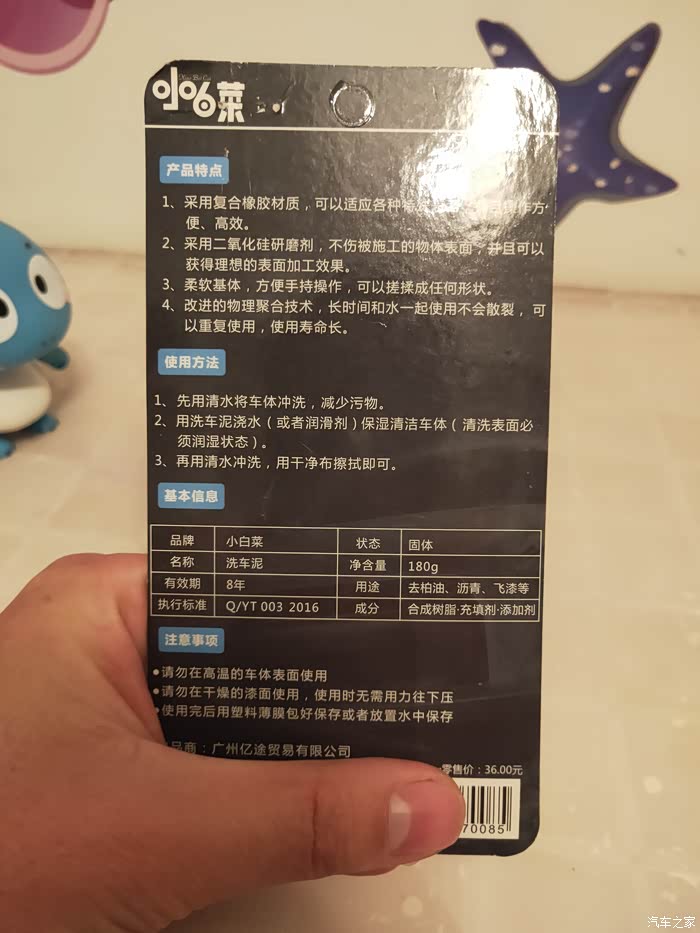 Xiao Bai Cai
小白菜
产品特点
1、采用复合橡胶材质，可以适应各种 方
便、高效。
2、采用二氧化硅研磨剂，不伤被施工的物体表面，并且可以
获得理想的表面加工效果。
3、柔软基体，方便手持操作，可以搓揉成任何形状。
4、改进的物理聚合技术，长时间和水一起使用不会散裂，可
以重复使用，使用寿命长。
使用方法
1、先用清水将车体冲洗，减少污物。
2、用洗车泥浇水（或者润滑剂）保湿清洁车体（清洗表面必
须润湿状态）。
3、再用清水冲洗，用干净布擦拭即可。
基本信息
品牌 小白菜 状态 固体
名称 洗车泥 净含量 180g
有效期 8年 用途 去柏油、沥青、飞漆等
执行标准 Q/YT 003 2016 成分 合成树脂·充填剂·添加剂
注意事项
•请勿在高温的车体表面使用
•请勿在干燥的漆面使用，使用时无需用力往下压
•使用完后用塑料薄膜包好保存或者放置水中保存
品商：广州亿途贸易有限公司
零售价：36.00元
70085
汽车之家